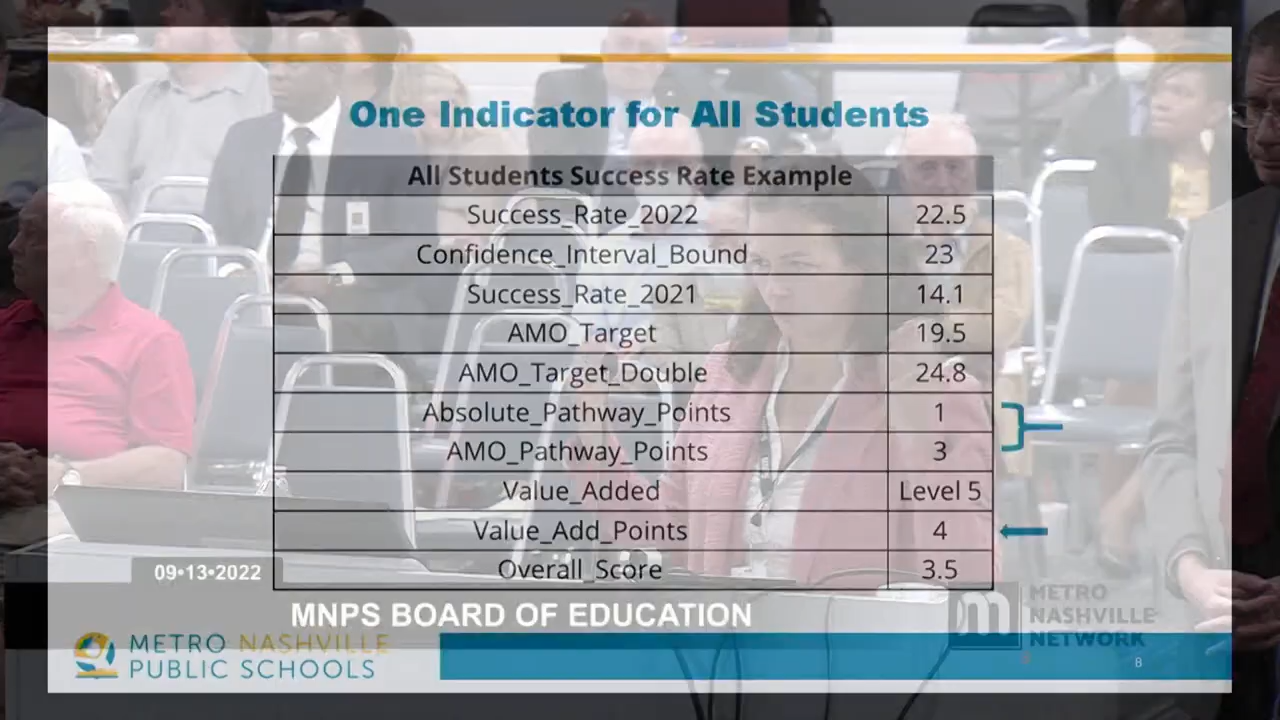 One Indicator for All Students
All Students Success Rate Example
Success_Rate_2022 22.5
Confidence_Interval_Bound 23
Success_Rate_2021 14.1
AMO_Target 19.5
AMO_Target_Double 24.8
Absolute_Pathway_Points 1
AMO_Pathway_Points 3
Value_Added Level 5
Value_Add_Points 4
Overall_Score 3.5
09•13•2022
MNPS BOARD OF EDUCATION
METRO NASHVILLE
PUBLIC SCHOOLS
m METRO
NASHVILLE
NETWORK
8